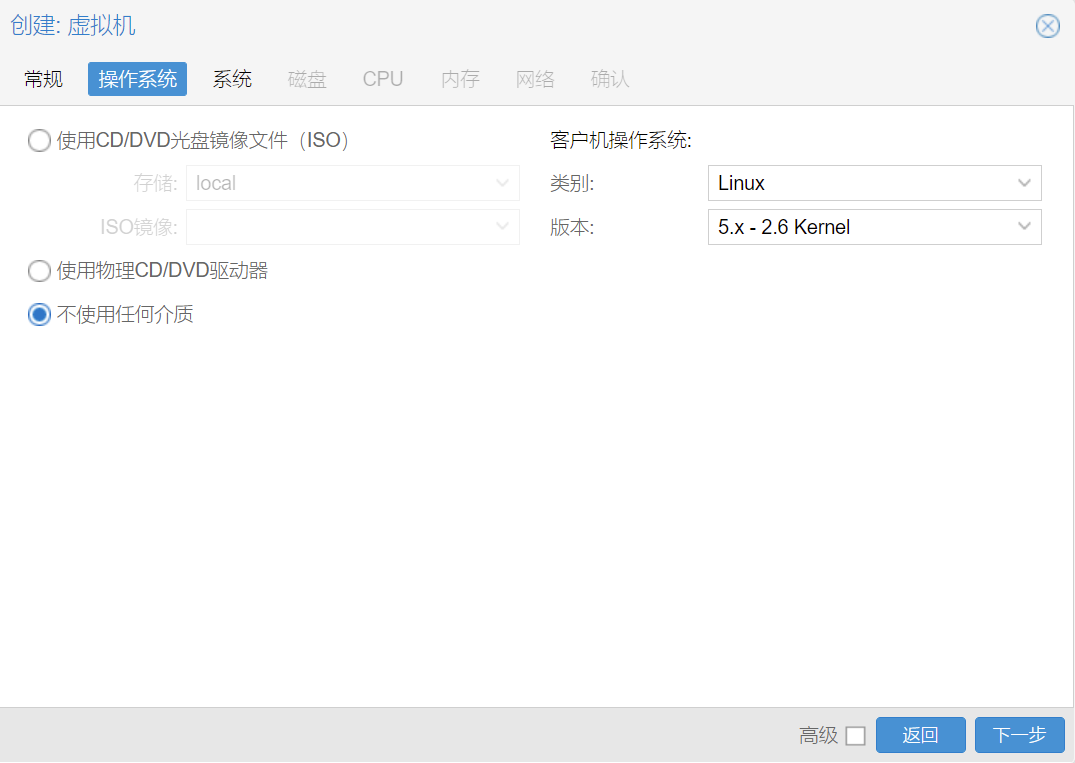 创建: 虚拟机
常规 操作系统 系统 磁盘 CPU 内存 网络 确认
使用CD/DVD光盘镜像文件（ISO） 客户机操作系统:
存储: local 类别: Linux
ISO镜像: 版本: 5.x - 2.6 Kernel
使用物理CD/DVD驱动器
不使用任何介质
高级 返回 下一步